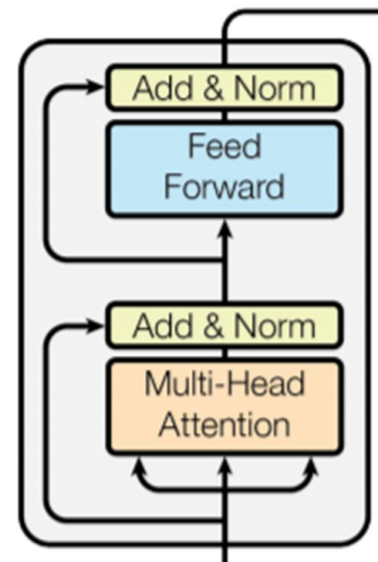 Add & Norm
Feed
Forward
Add & Norm
Multi-Head
Attention